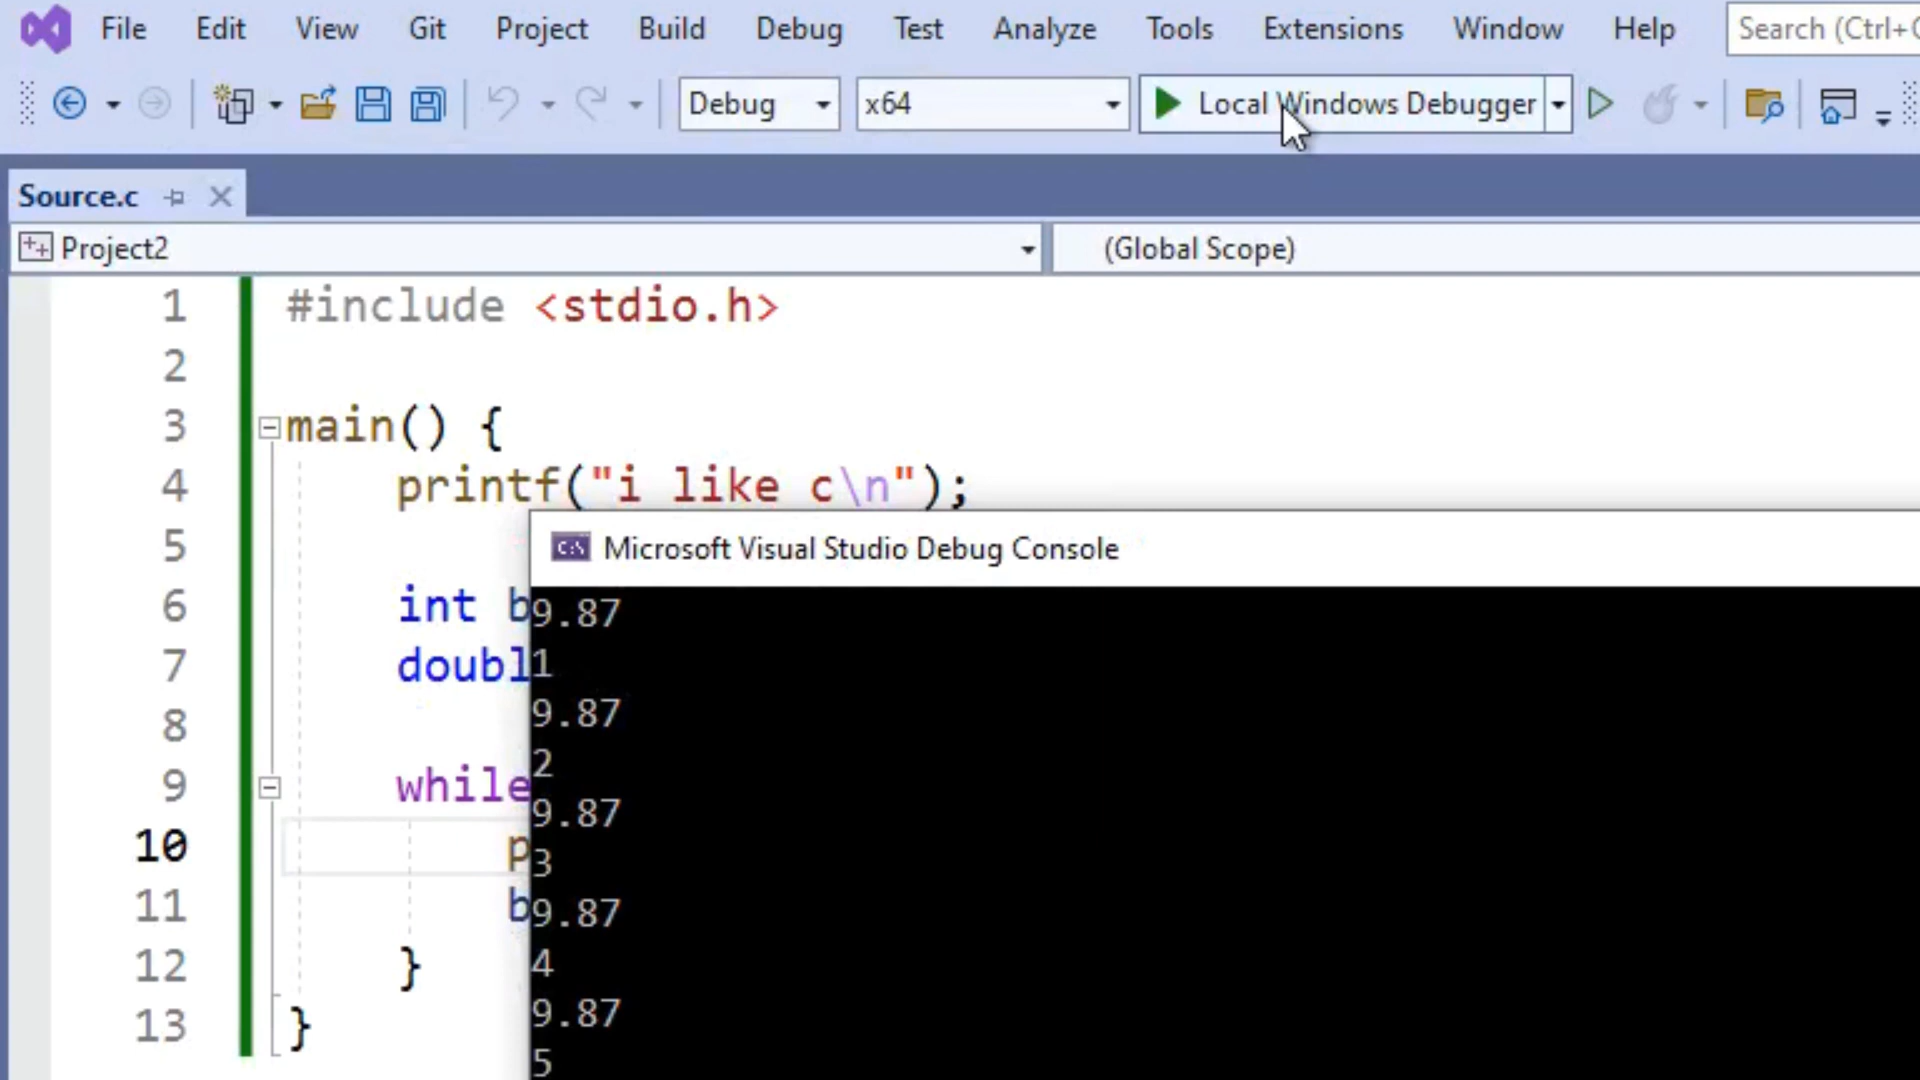 File Edit View Git Project Build Debug Test Analyze Tools Extensions Window Help Search (Ctrl+
Debug x64 Local Windows Debugger
Source.c
Project2 (Global Scope)
1 #include <stdio.h>
2
3 main() {
4 printf("i like c\n");
5
6 int b
7 doubl
8
9 while
10 p
11 b
12 }
13 }
Microsoft Visual Studio Debug Console
9.87
1
9.87
2
9.87
3
9.87
4
9.87
5